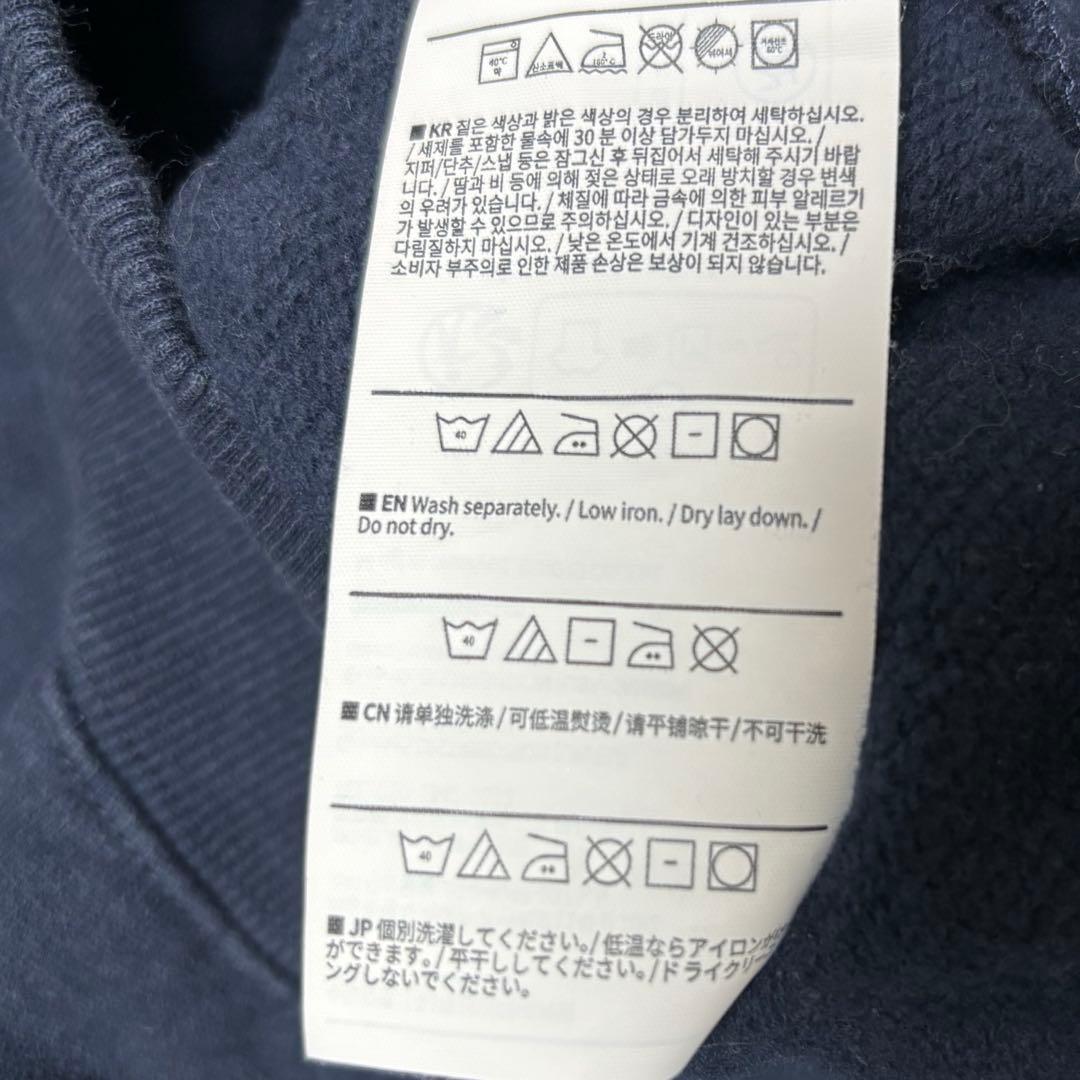 40℃ 약 산소표백 2 160℃ 드라이 뉘어서 기계건조 60℃
KR 짙은 색상과 밝은 색상의 경우 분리하여 세탁하십시오.
/ 세제를 포함한 물속에 30 분 이상 담가두지 마십시오. /
지퍼/단추/스냅 등은 잠그신 후 뒤집어서 세탁해 주시기 바랍
니다. / 땀과 비 등에 의해 젖은 상태로 오래 방치할 경우 변색
의 우려가 있습니다. / 체질에 따라 금속에 의한 피부 알레르기
가 발생할 수 있으므로 주의하십시오. / 디자인이 있는 부분은
다림질하지 마십시오. / 낮은 온도에서 기계 건조하십시오. /
소비자 부주의로 인한 제품 손상은 보상이 되지 않습니다.
40
EN Wash separately. / Low iron. / Dry lay down. /
Do not dry.
40
CN 请单独洗涤/可低温熨烫/请平铺晾干/不可干洗
40
JP 個別洗濯してください。/ 低温ならアイロンが
ができます。/ 平干ししてください。/ ドライクリー
ングしないでください。